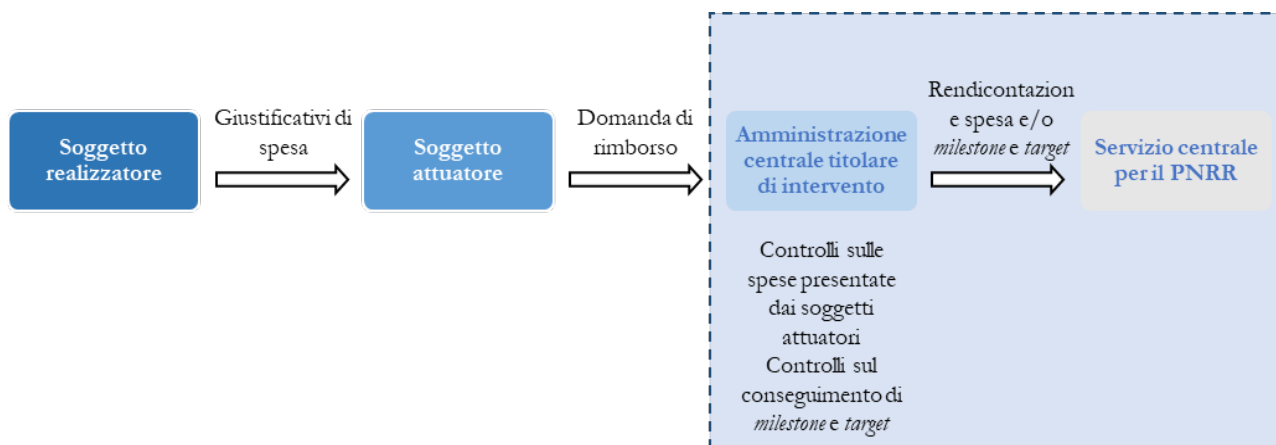 Soggetto
realizzatore
Giustificativi di
spesa
Soggetto
attuatore
Domanda di
rimborso
Amministrazione
centrale titolare
di intervento
Rendicontazion
e spesa e/o
milestone e target
Servizio centrale
per il PNRR
Controlli sulle
spese presentate
dai soggetti
attuatori
Controlli sul
conseguimento di
milestone e target